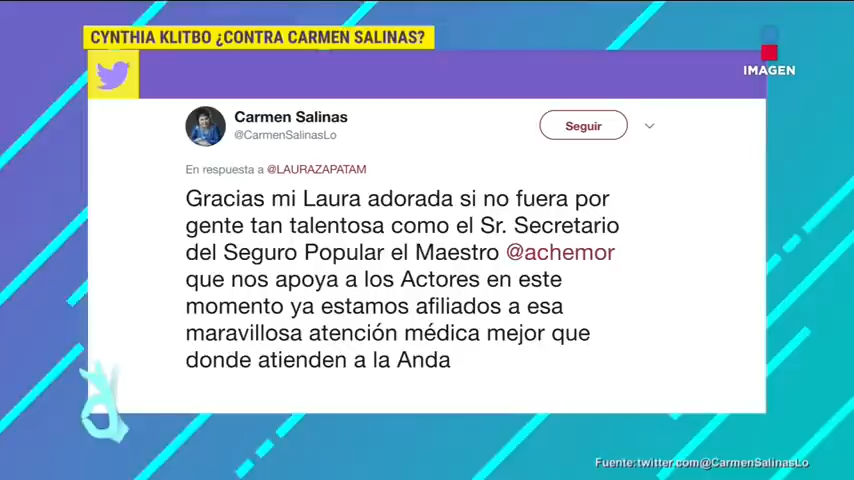 CYNTHIA KLITBO ¿CONTRA CARMEN SALINAS?
IMAGEN
Carmen Salinas
@CarmenSalinasLo
Seguir
En respuesta a @LAURAZAPATAM
Gracias mi Laura adorada si no fuera por
gente tan talentosa como el Sr. Secretario
del Seguro Popular el Maestro @achemor
que nos apoya a los Actores en este
momento ya estamos afiliados a esa
maravillosa atención médica mejor que
donde atienden a la Anda
Fuente:twitter.com@CarmenSalinasLo